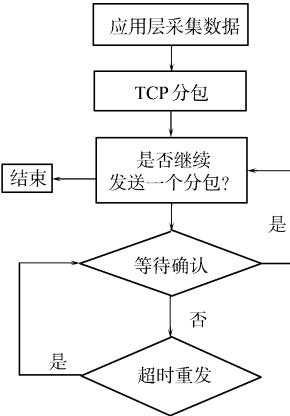 应用层采集数据
TCP分包
是否继续
发送一个分包?
结束
是
等待确认
否
是
超时重发